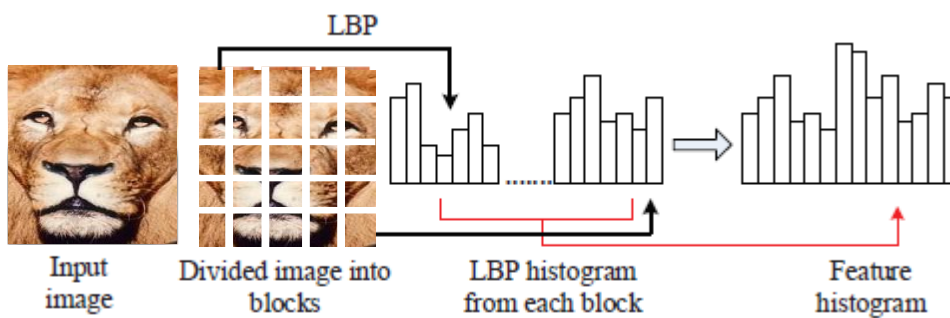 LBP
Input
image
Divided image into
blocks
LBP histogram
from each block
Feature
histogram